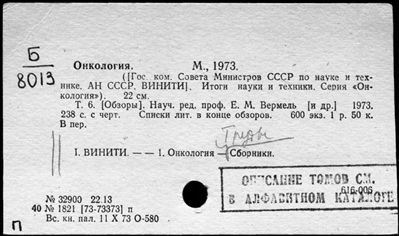 Б
8013
Онкология. М., 1973.
([Гос. ком. Совета Министров СССР по науке и тех-
нике. АН СССР. ВИНИТИ]. Итоги науки и техники. Серия «Он-
кология»). 22 см.
Т. 6. [Обзоры]. Науч. ред. проф. Е. М. Вермель [и др.] 1973.
238 с. с черт. Списки лит. в конце обзоров. 600 экз. 1 р. 50 к.
В пер.
Труды
I. ВИНИТИ. — — 1. Онкология — Сборники.
ОПИСАНИЕ ТОМОВ СМ.
616-006
В АЛФАВИТНОМ КАТАЛОГЕ
№ 32900 22.13
40 № 1821 [73-73373] п
Вс. кн. пал. 11 X 73 О-580
П